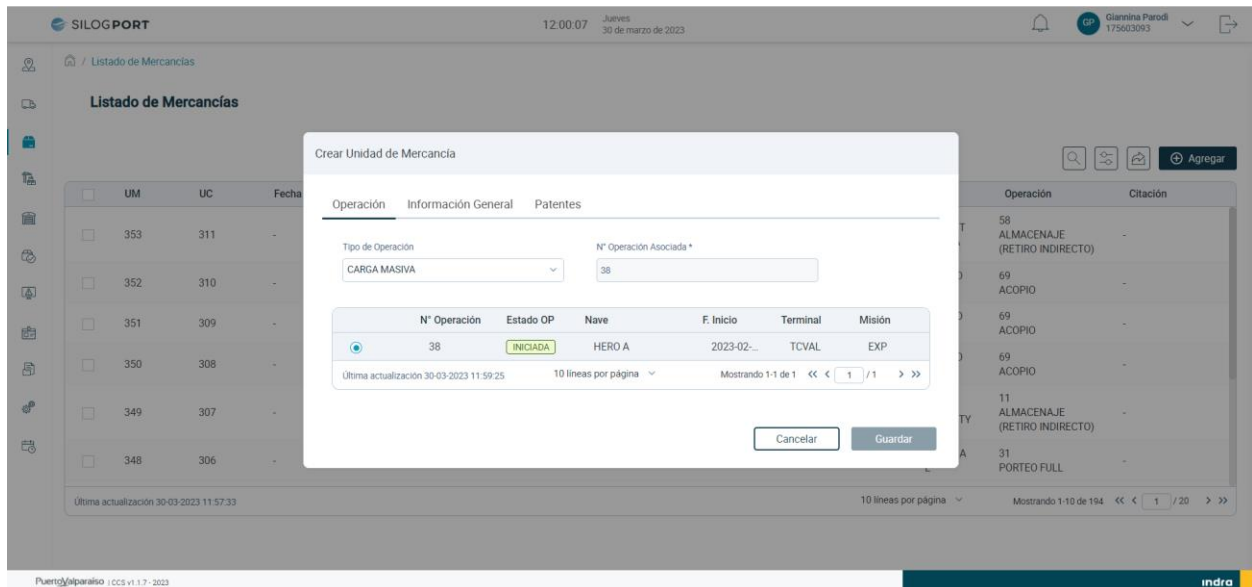 SILOGPORT
12:00:07
Jueves
30 de marzo de 2023
GP
Giannina Parodi
175603093
/ Listado de Mercancías
Listado de Mercancías
Agregar
UM UC Fecha Operación Citación
353 311 - 58 ALMACENAJE (RETIRO INDIRECTO) -
352 310 - 69 ACOPIO -
351 309 - 69 ACOPIO -
350 308 - 69 ACOPIO -
349 307 - TY 11 ALMACENAJE (RETIRO INDIRECTO) -
348 306 - A 31 PORTEO FULL -
Última actualización 30-03-2023 11:57:33 10 líneas por página Mostrando 1-10 de 194 << < 1 / 20 > >>
Crear Unidad de Mercancía
Operación Información General Patentes
Tipo de Operación N° Operación Asociada *
CARGA MASIVA 38
N° Operación Estado OP Nave F. Inicio Terminal Misión
38 INICIADA HERO A 2023-02-... TCVAL EXP
Última actualización 30-03-2023 11:59:25 10 líneas por página Mostrando 1-1 de 1 << < 1 / 1 > >>
Cancelar Guardar
PuertoValparaíso | CCS v1.1.7 - 2023
indra